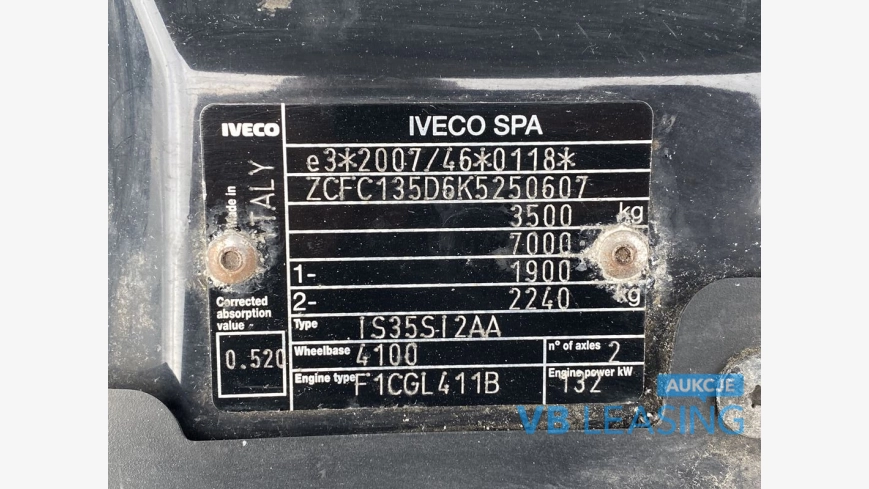 IVECO
IVECO SPA
Made in
ITALY
e3*2007/46*0118*
ZCFC135D6K5250607
3500 kg
7000
1- 1900
2- 2240 kg
Corrected
absorption
value
0.520
Type IS35SI2AA
Wheelbase 4100 n° of axles 2
Engine type F1CGL411B Engine power kW 132
AUKCJE
VB LEASING